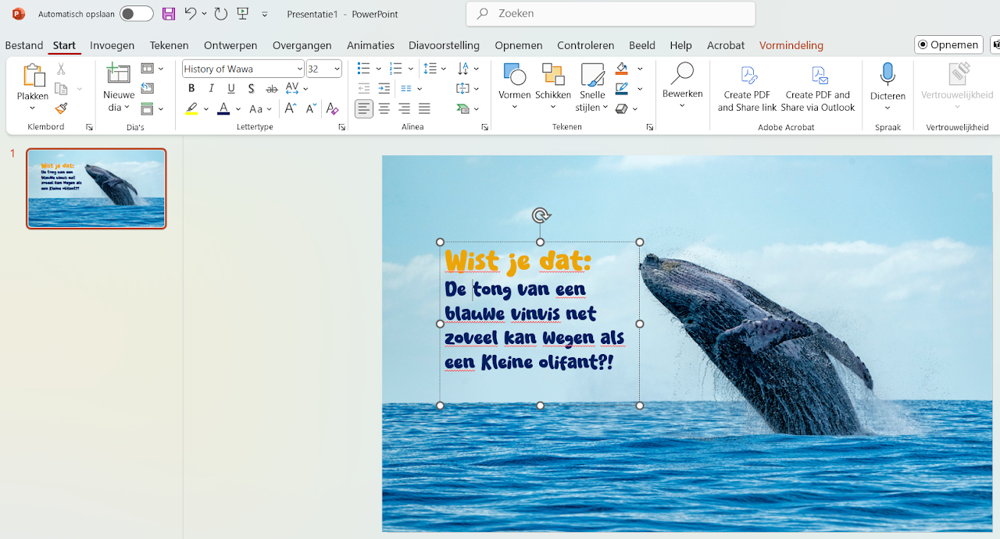 Automatisch opslaan
Presentatie1 - PowerPoint
Zoeken
Bestand Start Invoegen Tekenen Ontwerpen Overgangen Animaties Diavoorstelling Opnemen Controleren Beeld Help Acrobat Vormindeling
Opnemen
Plakken
Klembord
Nieuwe
dia
Dia's
History of Wawa 32
B I U S ab AV
A Aa A A A
Lettertype
Alinea
Vormen Schikken Snelle
stijlen
Tekenen
Bewerken
Create PDF
and Share link
Create PDF and
Share via Outlook
Adobe Acrobat
Dicteren
Spraak
Vertrouwelijkheid
Vertrouwelijkheid
1
Wist je dat:
De tong van een
blauwe vinvis net
zoveel kan wegen als
een kleine olifant?!
Wist je dat:
De tong van een
blauwe vinvis net
zoveel kan wegen als
een kleine olifant?!